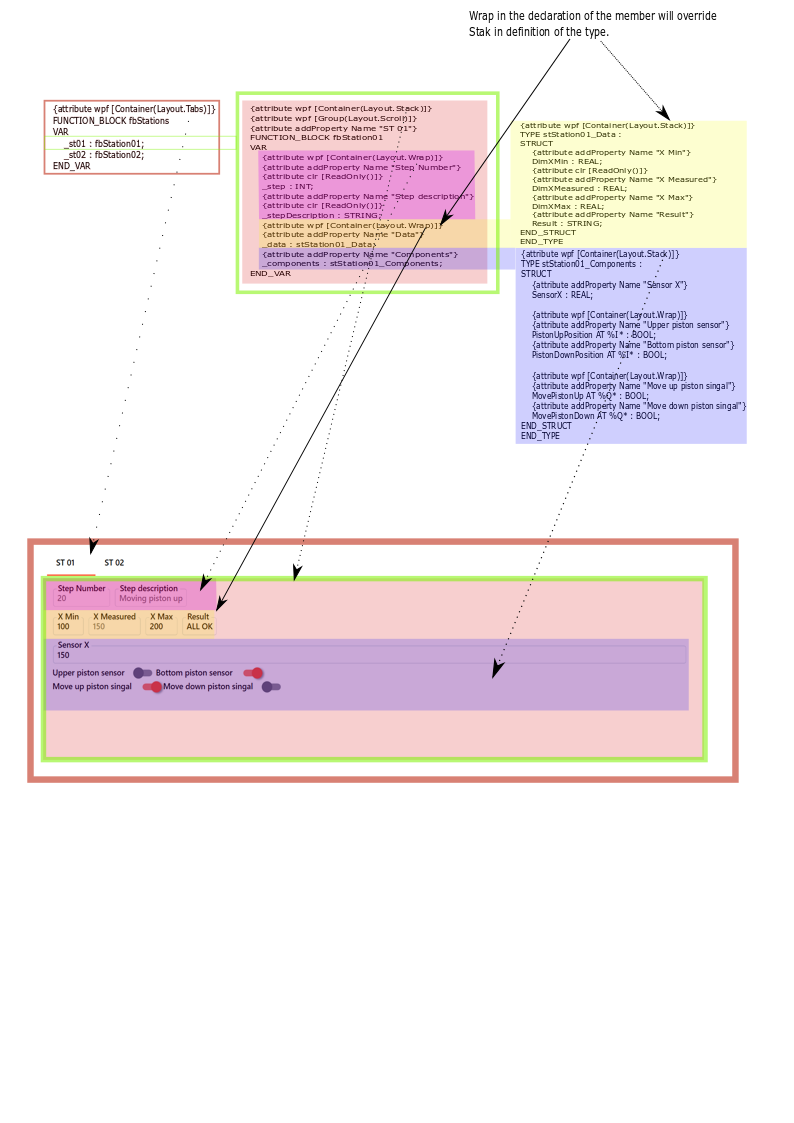 Wrap in the declaration of the member will override
Stak in definition of the type.
{attribute wpf [Container(Layout.Tabs)]}
FUNCTION_BLOCK fbStations
VAR
_st01 : fbStation01;
_st02 : fbStation02;
END_VAR
{attribute wpf [Container(Layout.Stack)]}
{attribute wpf [Group(Layout.Scroll)]}
{attribute addProperty Name "ST 01"}
FUNCTION_BLOCK fbStation01
VAR
{attribute wpf [Container(Layout.Wrap)]}
{attribute addProperty Name "Step Number"}
{attribute clr [ReadOnly()]}
_step : INT;
{attribute addProperty Name "Step description"}
{attribute clr [ReadOnly()]}
_stepDescription : STRING;
{attribute wpf [Container(Layout.Wrap)]}
{attribute addProperty Name "Data"}
_data : stStation01_Data;
{attribute addProperty Name "Components"}
_components : stStation01_Components;
END_VAR
{attribute wpf [Container(Layout.Stack)]}
TYPE stStation01_Data :
STRUCT
{attribute addProperty Name "X Min"}
DimXMin : REAL;
{attribute clr [ReadOnly()]}
{attribute addProperty Name "X Measured"}
DimXMeasured : REAL;
{attribute addProperty Name "X Max"}
DimXMax : REAL;
{attribute addProperty Name "Result"}
Result : STRING;
END_STRUCT
END_TYPE
{attribute wpf [Container(Layout.Stack)]}
TYPE stStation01_Components :
STRUCT
{attribute addProperty Name "Sensor X"}
SensorX : REAL;
{attribute wpf [Container(Layout.Wrap)]}
{attribute addProperty Name "Upper piston sensor"}
PistonUpPosition AT %I* : BOOL;
{attribute addProperty Name "Bottom piston sensor"}
PistonDownPosition AT %I* : BOOL;
{attribute wpf [Container(Layout.Wrap)]}
{attribute addProperty Name "Move up piston singal"}
MovePistonUp AT %Q* : BOOL;
{attribute addProperty Name "Move down piston singal"}
MovePistonDown AT %Q* : BOOL;
END_STRUCT
END_TYPE
ST 01 ST 02
Step Number Step description
20 Moving piston up
X Min X Measured X Max Result
100 150 200 ALL OK
Sensor X
150
Upper piston sensor Bottom piston sensor
Move up piston singal Move down piston singal